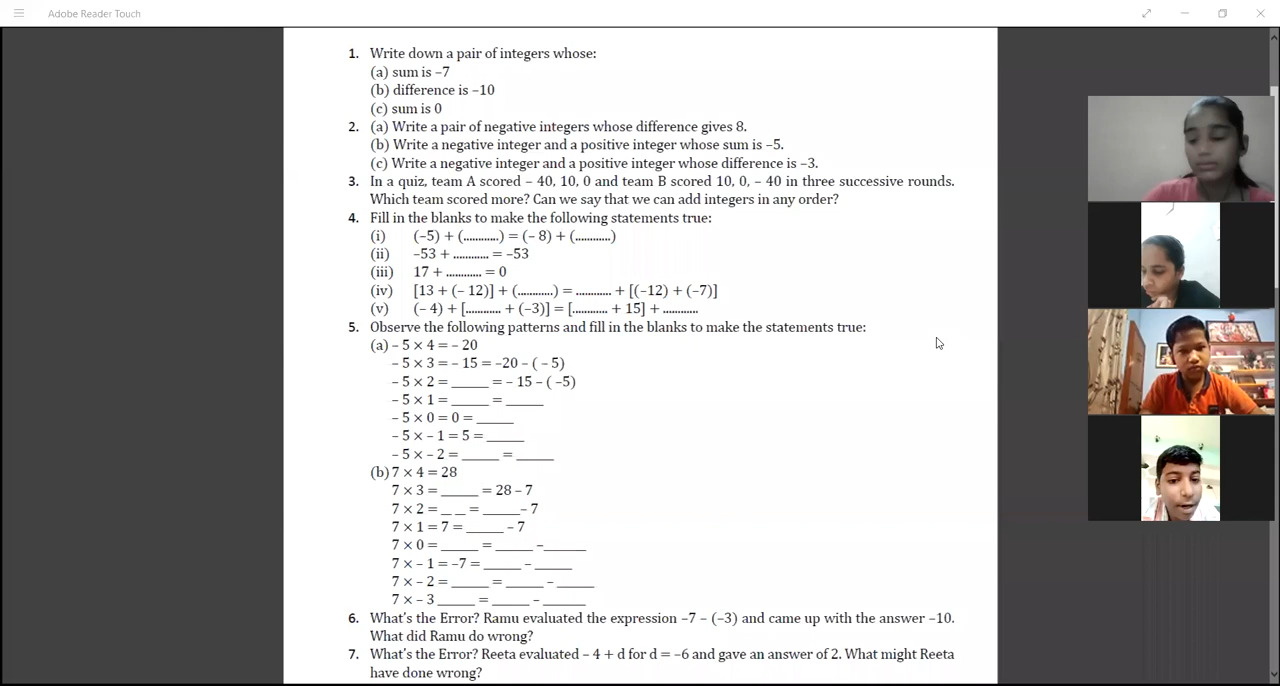 Adobe Reader Touch
1. Write down a pair of integers whose:
(a) sum is –7
(b) difference is –10
(c) sum is 0
2. (a) Write a pair of negative integers whose difference gives 8.
(b) Write a negative integer and a positive integer whose sum is –5.
(c) Write a negative integer and a positive integer whose difference is –3.
3. In a quiz, team A scored – 40, 10, 0 and team B scored 10, 0, – 40 in three successive rounds.
Which team scored more? Can we say that we can add integers in any order?
4. Fill in the blanks to make the following statements true:
(i) (–5) + (............) = (– 8) + (............)
(ii) –53 + ............ = –53
(iii) 17 + ............ = 0
(iv) [13 + (– 12)] + (............) = ............ + [(–12) + (–7)]
(v) (– 4) + [............ + (–3)] = [............ + 15] + ............
5. Observe the following patterns and fill in the blanks to make the statements true:
(a) – 5 × 4 = – 20
– 5 × 3 = – 15 = –20 – ( – 5)
– 5 × 2 = _____ = – 15 – ( –5)
– 5 × 1 = _____ = _____
– 5 × 0 = 0 = _____
– 5 × – 1 = 5 = _____
– 5 × – 2 = _____ = _____
(b) 7 × 4 = 28
7 × 3 = _____ = 28 – 7
7 × 2 = _ _ = _____ – 7
7 × 1 = 7 = _____ – 7
7 × 0 = _____ = _____ – _____
7 × – 1 = –7 = _____ – _____
7 × – 2 = _____ = _____ – _____
7 × – 3 _____ = _____ – _____
6. What's the Error? Ramu evaluated the expression –7 – (–3) and came up with the answer –10.
What did Ramu do wrong?
7. What's the Error? Reeta evaluated – 4 + d for d = –6 and gave an answer of 2. What might Reeta
have done wrong?